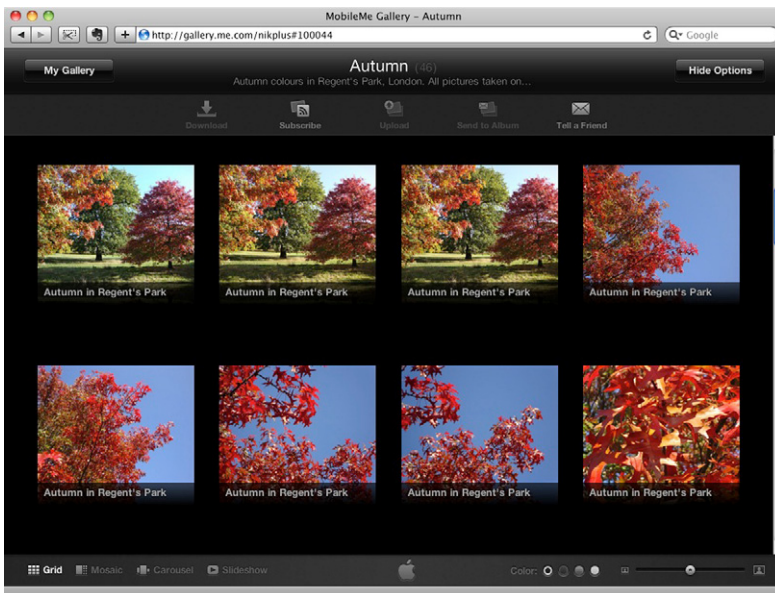 MobileMe Gallery – Autumn
http://gallery.me.com/nikplus#100044
Google
My Gallery
Autumn (46)
Hide Options
Autumn colours in Regent's Park, London. All pictures taken on...
Download
Subscribe
Upload
Send to Album
Tell a Friend
Autumn in Regent's Park
Autumn in Regent's Park
Autumn in Regent's Park
Autumn in Regent's Park
Autumn in Regent's Park
Autumn in Regent's Park
Autumn in Regent's Park
Autumn in Regent's Park
Grid
Mosaic
Carousel
Slideshow
Color: